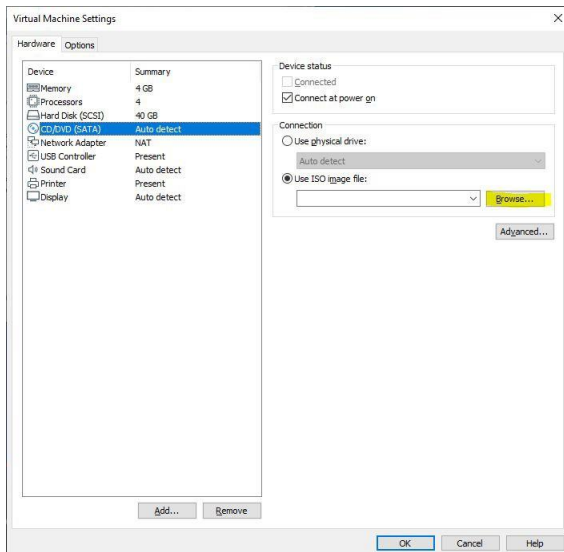 Virtual Machine Settings
Hardware Options
Device Summary
Memory 4 GB
Processors 4
Hard Disk (SCSI) 40 GB
CD/DVD (SATA) Auto detect
Network Adapter NAT
USB Controller Present
Sound Card Auto detect
Printer Present
Display Auto detect
Add... Remove
Device status
Connected
Connect at power on
Connection
Use physical drive:
Auto detect
Use ISO image file:
Browse...
Advanced...
OK Cancel Help